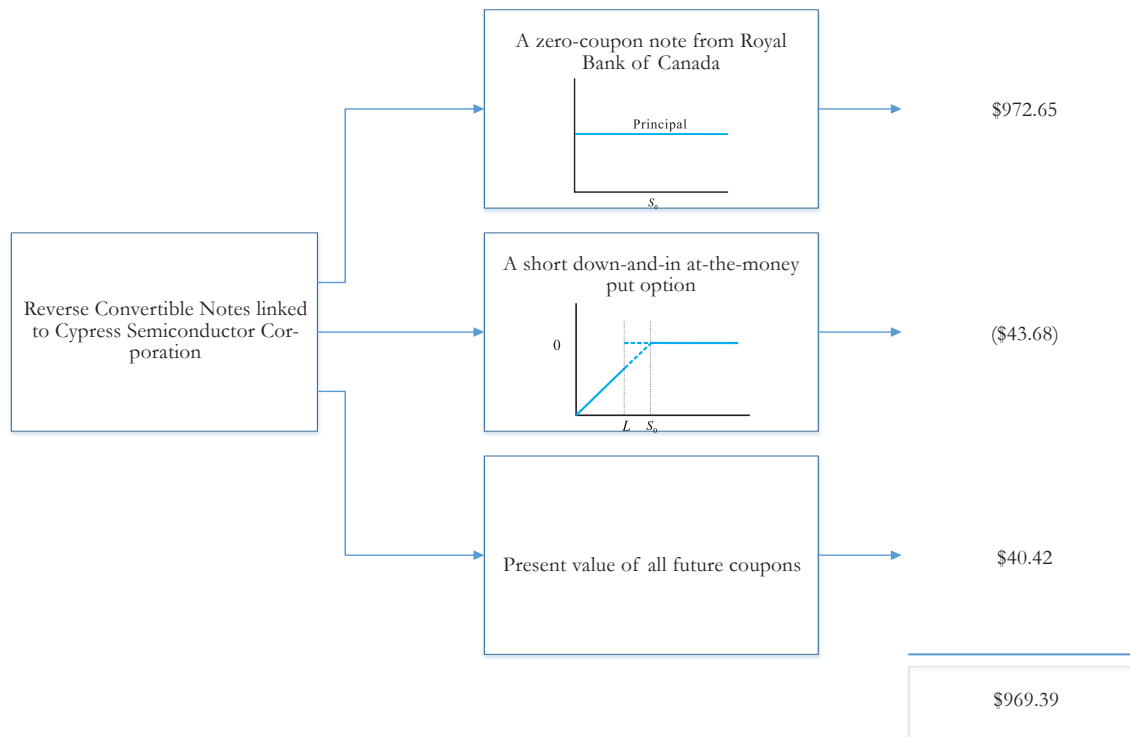 A zero-coupon note from Royal
Bank of Canada
Principal
S₀
$972.65
Reverse Convertible Notes linked
to Cypress Semiconductor Cor-
poration
A short down-and-in at-the-money
put option
0
L S₀
($43.68)
Present value of all future coupons
$40.42
$969.39